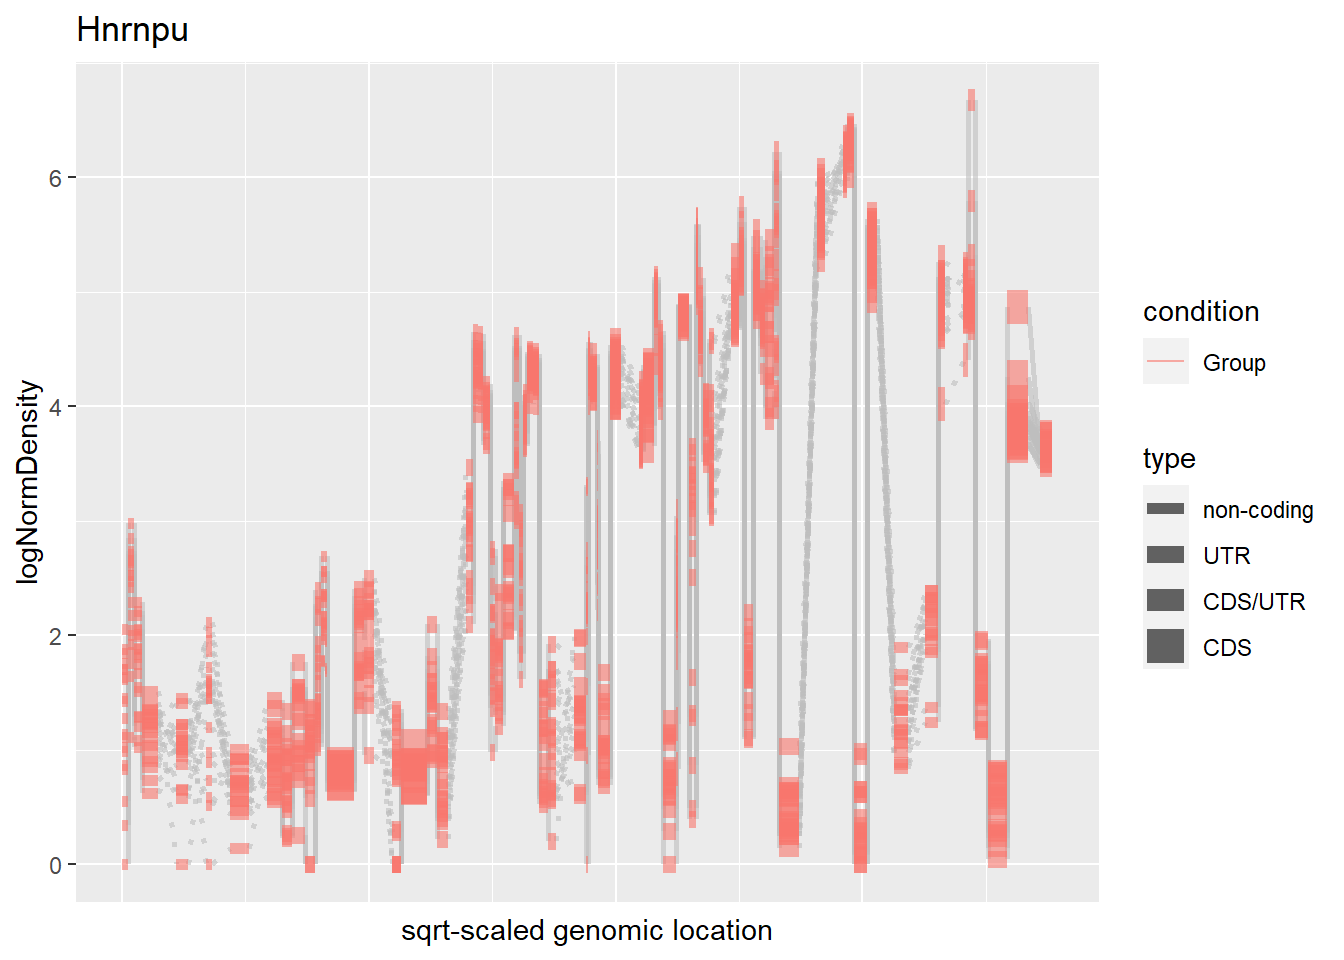 Hnrnpu
logNormDensity
6
4
2
0
sqrt-scaled genomic location
condition
Group
type
non-coding
UTR
CDS/UTR
CDS